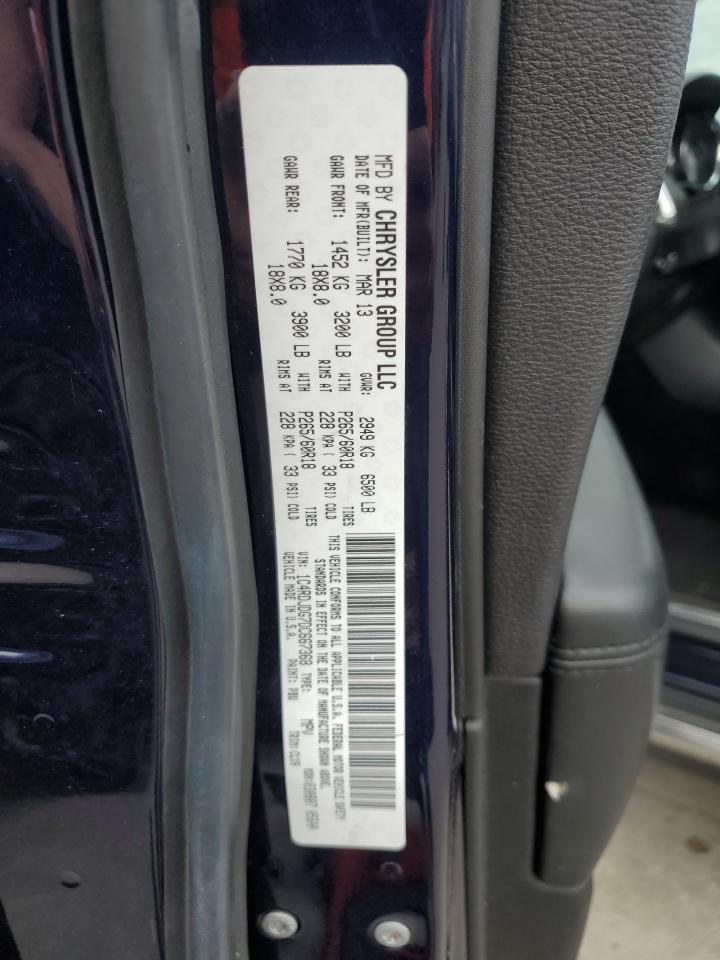 MFD BY CHRYSLER GROUP LLC
DATE OF MFR(BUILT): MAR 13 GVWR: 2949 KG 6500 LB
GAWR FRONT: 1452 KG 3200 LB WITH P265/60R18 TIRES
18X8.0 RIMS AT 228 KPA ( 33 PSI) COLD
GAWR REAR: 1770 KG 3900 LB WITH P265/60R18 TIRES
18X8.0 RIMS AT 228 KPA ( 33 PSI) COLD
THIS VEHICLE CONFORMS TO ALL APPLICABLE U.S.A. FEDERAL MOTOR VEHICLE SAFETY
STANDARDS IN EFFECT ON THE DATE OF MANUFACTURE SHOWN ABOVE.
VIN: 1C4RDJDG7DC667368 TYPE: MPV
VEHICLE MADE IN U.S.A. PAINT: PBU TRIM: